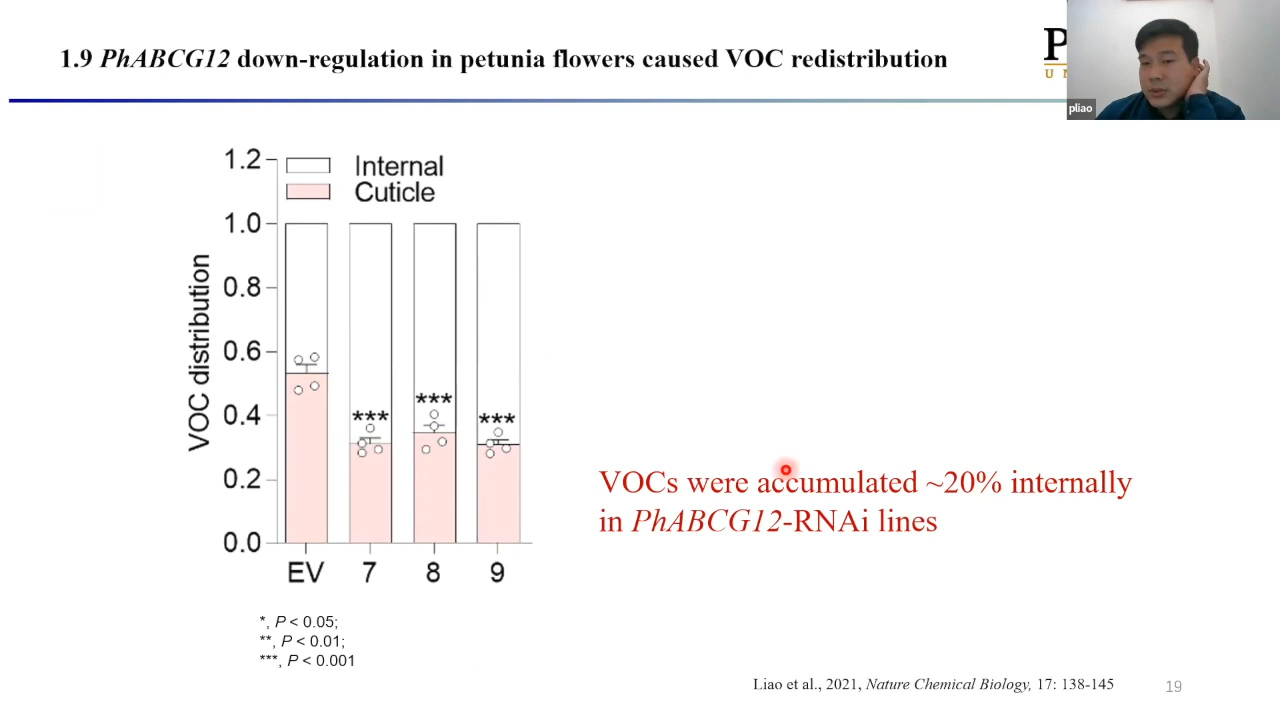 1.9 PhABCG12 down-regulation in petunia flowers caused VOC redistribution
pliao
1.2
Internal
Cuticle
1.0
0.8
0.6
0.4
0.2
0.0
VOC distribution
***
***
***
EV 7 8 9
VOCs were accumulated ~20% internally
in PhABCG12-RNAi lines
*, P < 0.05;
**, P < 0.01;
***, P < 0.001
Liao et al., 2021, Nature Chemical Biology, 17: 138-145
19